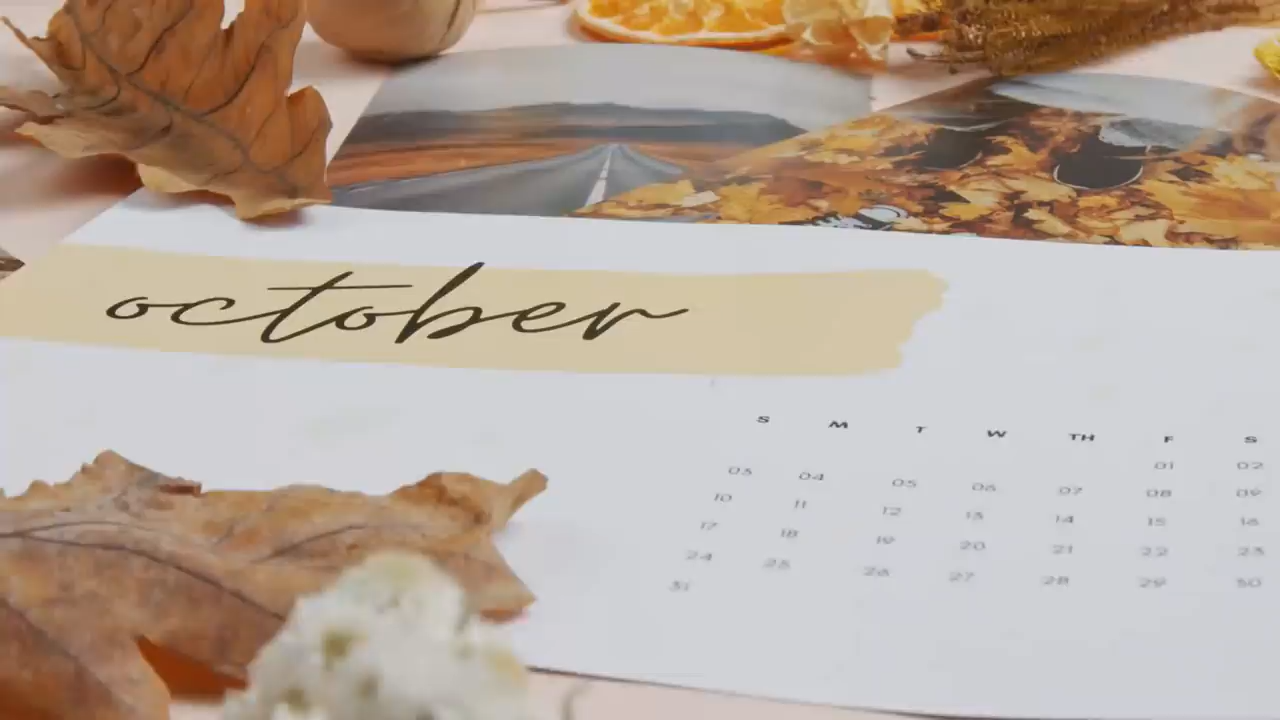 october
S M T W TH F S
01 02
03 04 05 06 07 08 09
10 11 12 13 14 15 16
17 18 19 20 21 22 23
24 25 26 27 28 29 30
31